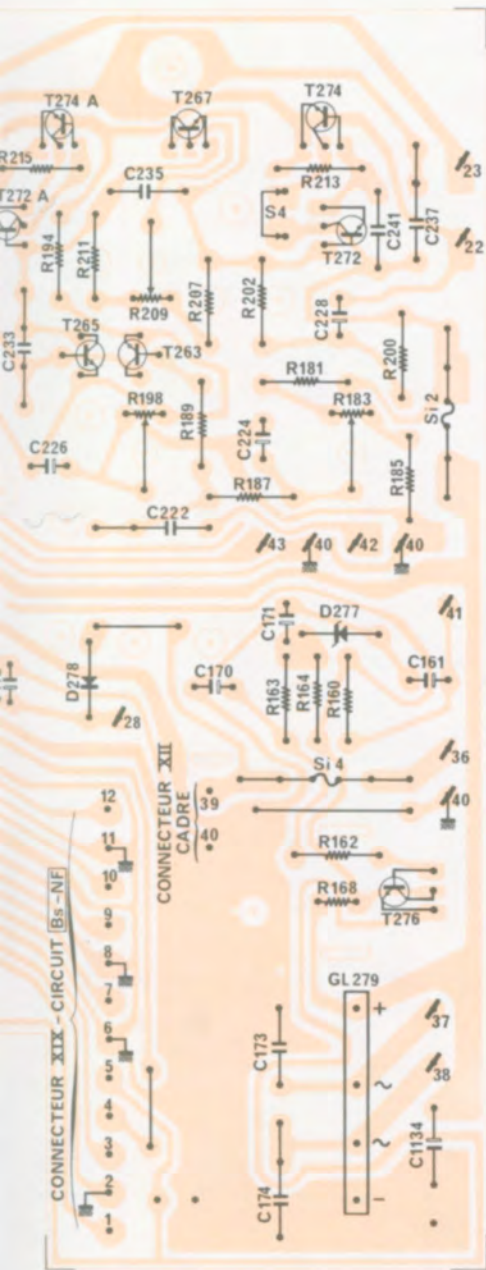 T274 A
T267
T274
R215
C235
R213
23
T272 A
S4
C241
C237
R194
R211
T272
22
R209
R207
R202
C228
C233
T265
T263
R200
R181
Si 2
R198
R189
R183
C224
C226
R187
R185
C222
43
40
42
40
C171
D277
41
D278
C170
C161
R163
R164
R160
28
CONNECTEUR XII
CADRE
39
40
Si 4
36
40
12
11
10
9
8
7
6
5
4
3
2
1
CONNECTEUR XIX - CIRCUIT Bs-NF
R162
R168
T276
GL279
+
37
C173
~
38
~
C1134
C174
−